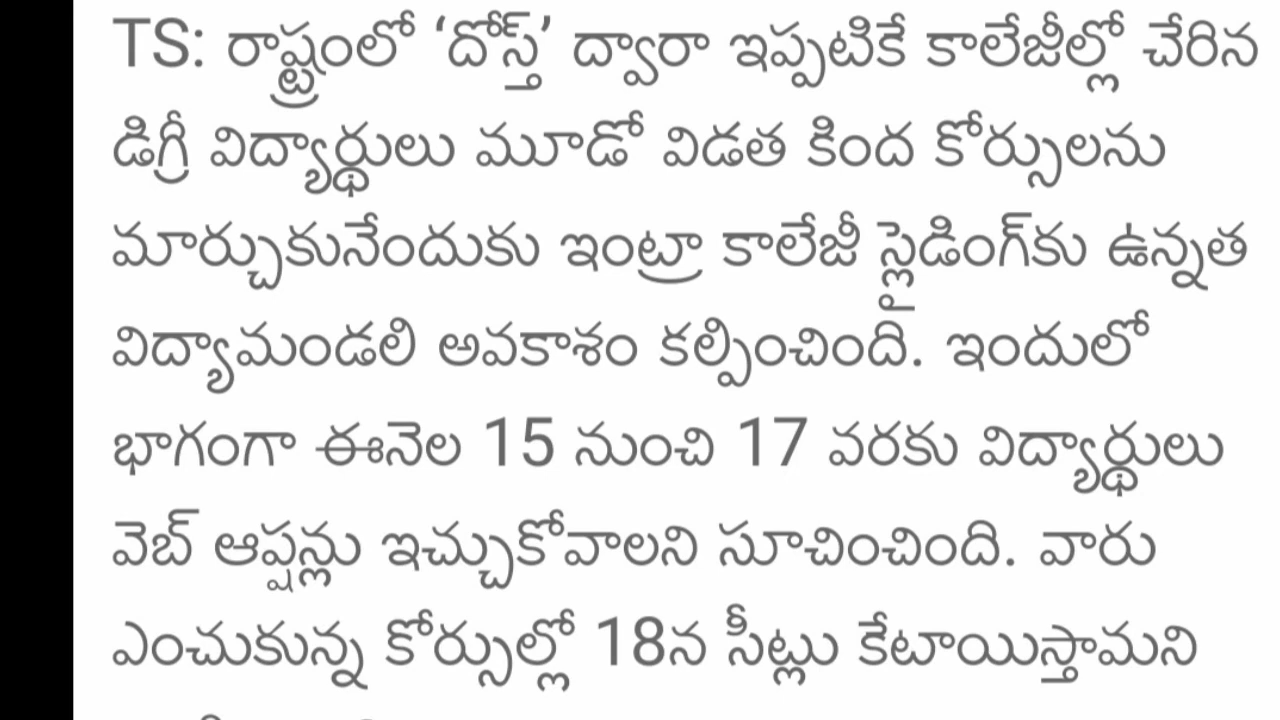 TS: రాష్ట్రంలో ‘దోస్త్’ ద్వారా ఇప్పటికే కాలేజీల్లో చేరిన
డిగ్రీ విద్యార్థులు మూడో విడత కింద కోర్సులను
మార్చుకునేందుకు ఇంట్రా కాలేజీ స్లైడింగ్‌కు ఉన్నత
విద్యామండలి అవకాశం కల్పించింది. ఇందులో
భాగంగా ఈనెల 15 నుంచి 17 వరకు విద్యార్థులు
వెబ్ ఆప్షన్లు ఇచ్చుకోవాలని సూచించింది. వారు
ఎంచుకున్న కోర్సుల్లో 18న సీట్లు కేటాయిస్తామని